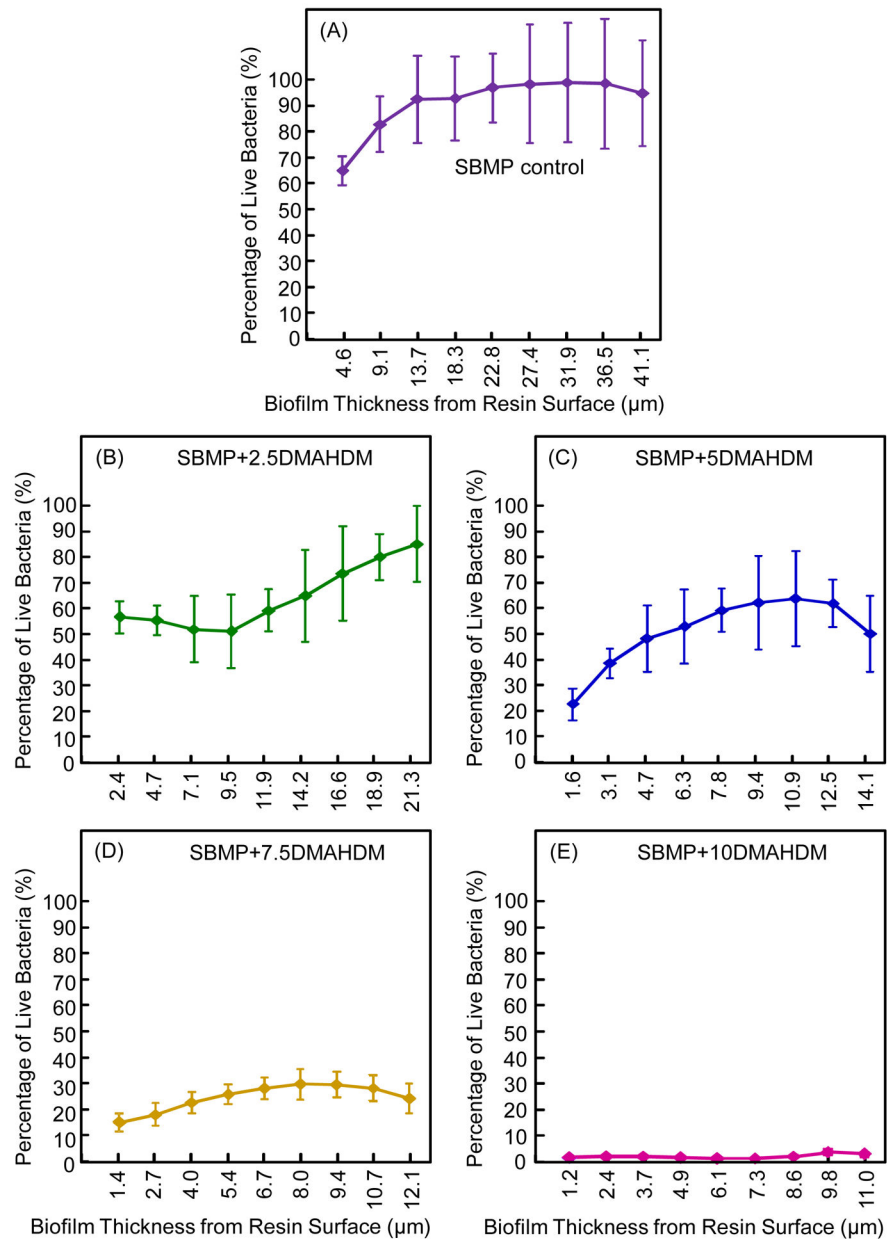 (A)
Percentage of Live Bacteria (%)
100
90
80
70
60
50
40
30
20
10
0
SBMP control
4.6 9.1 13.7 18.3 22.8 27.4 31.9 36.5 41.1
Biofilm Thickness from Resin Surface (µm)
(B) SBMP+2.5DMAHDM
Percentage of Live Bacteria (%)
100
90
80
70
60
50
40
30
20
10
0
2.4 4.7 7.1 9.5 11.9 14.2 16.6 18.9 21.3
(C) SBMP+5DMAHDM
Percentage of Live Bacteria (%)
100
90
80
70
60
50
40
30
20
10
0
1.6 3.1 4.7 6.3 7.8 9.4 10.9 12.5 14.1
(D) SBMP+7.5DMAHDM
Percentage of Live Bacteria (%)
100
90
80
70
60
50
40
30
20
10
0
1.4 2.7 4.0 5.4 6.7 8.0 9.4 10.7 12.1
Biofilm Thickness from Resin Surface (µm)
(E) SBMP+10DMAHDM
Percentage of Live Bacteria (%)
100
90
80
70
60
50
40
30
20
10
0
1.2 2.4 3.7 4.9 6.1 7.3 8.6 9.8 11.0
Biofilm Thickness from Resin Surface (µm)